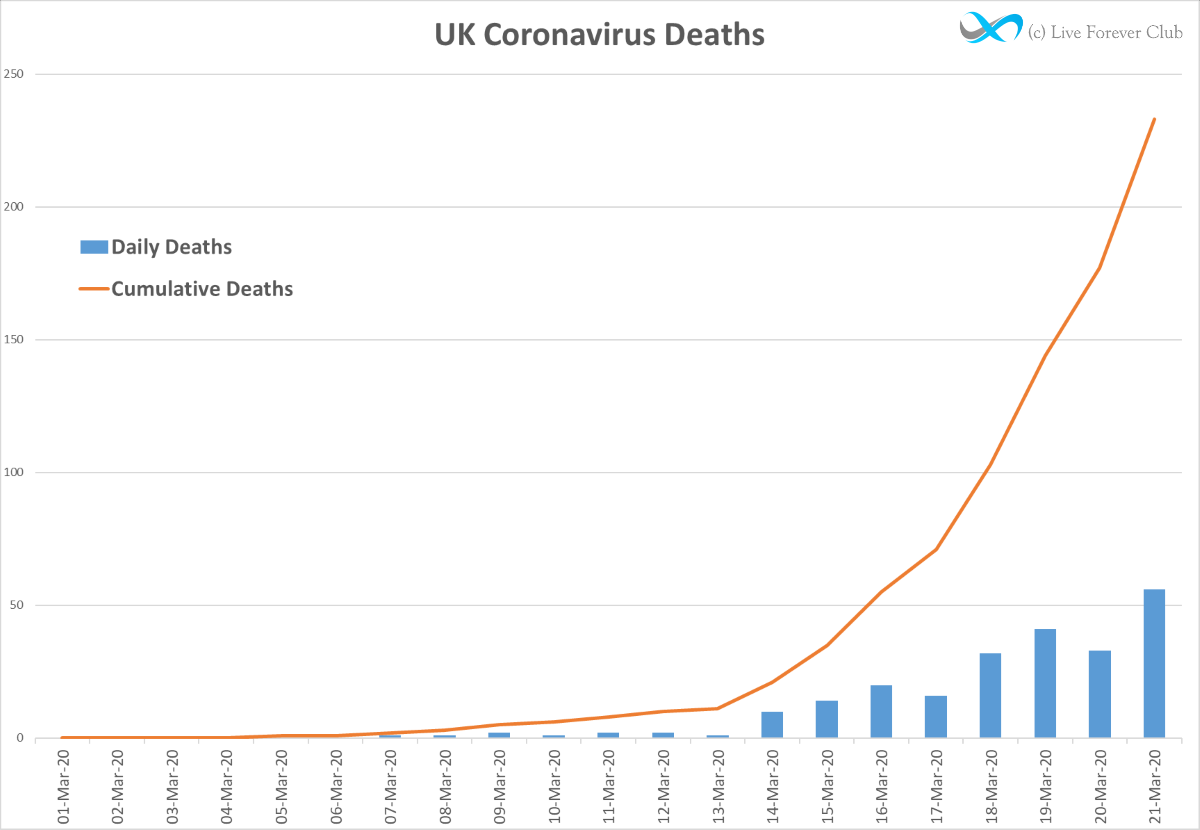 UK Coronavirus Deaths
(c) Live Forever Club
250
200
150
100
50
0
Daily Deaths
Cumulative Deaths
01-Mar-20
02-Mar-20
03-Mar-20
04-Mar-20
05-Mar-20
06-Mar-20
07-Mar-20
08-Mar-20
09-Mar-20
10-Mar-20
11-Mar-20
12-Mar-20
13-Mar-20
14-Mar-20
15-Mar-20
16-Mar-20
17-Mar-20
18-Mar-20
19-Mar-20
20-Mar-20
21-Mar-20